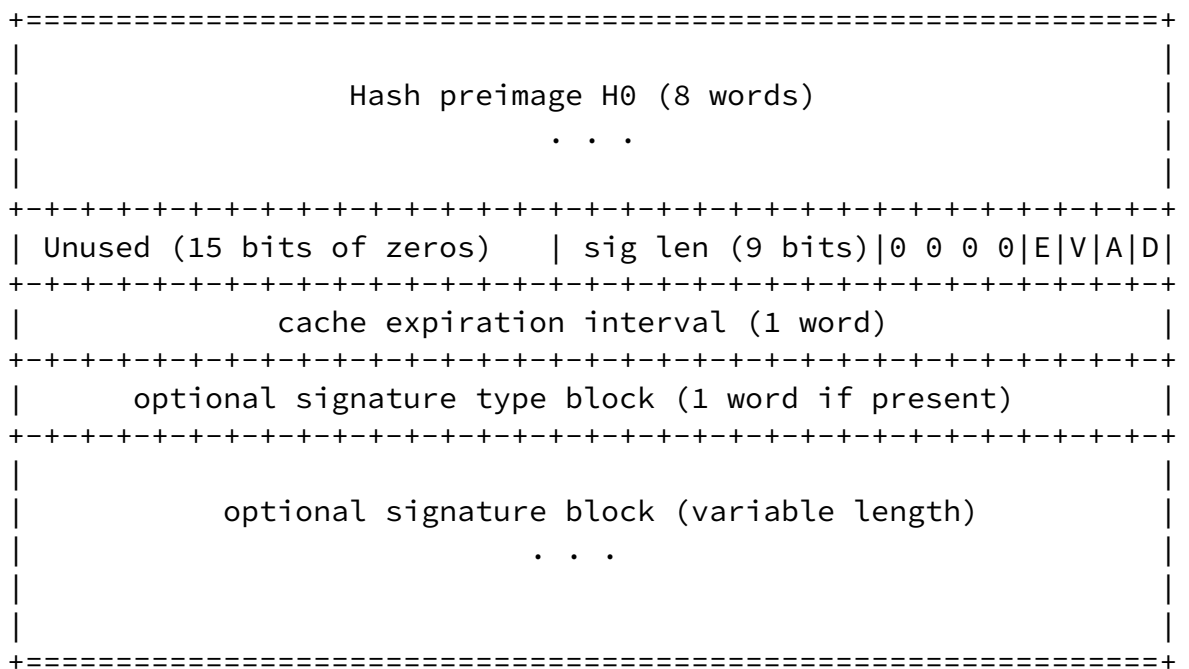 +===============================================================+
|                                                               |
|                  Hash preimage H0 (8 words)                   |
|                             . . .                             |
|                                                               |
+-+-+-+-+-+-+-+-+-+-+-+-+-+-+-+-+-+-+-+-+-+-+-+-+-+-+-+-+-+-+-+-+
| Unused (15 bits of zeros)   | sig len (9 bits)|0 0 0 0|E|V|A|D|
+-+-+-+-+-+-+-+-+-+-+-+-+-+-+-+-+-+-+-+-+-+-+-+-+-+-+-+-+-+-+-+-+
|              cache expiration interval (1 word)               |
+-+-+-+-+-+-+-+-+-+-+-+-+-+-+-+-+-+-+-+-+-+-+-+-+-+-+-+-+-+-+-+-+
|      optional signature type block (1 word if present)        |
+-+-+-+-+-+-+-+-+-+-+-+-+-+-+-+-+-+-+-+-+-+-+-+-+-+-+-+-+-+-+-+-+
|                                                               |
|           optional signature block (variable length)          |
|                            . . .                              |
|                                                               |
|                                                               |
+===============================================================+